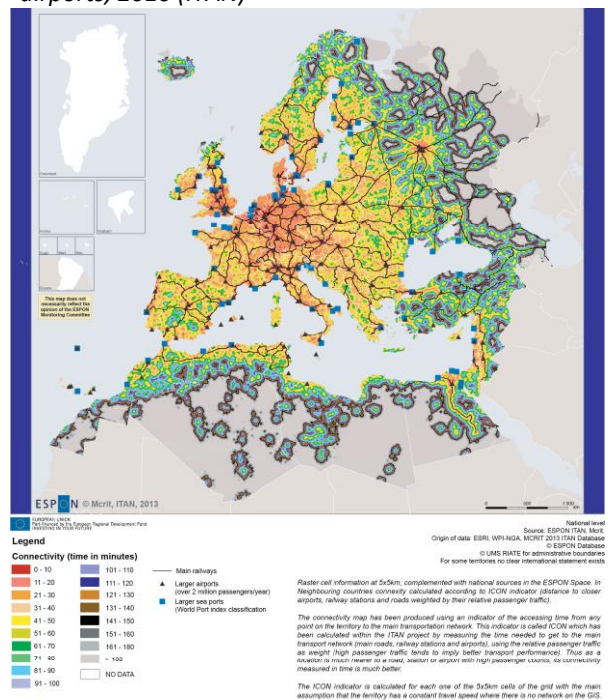 airports) 2010 (ITAN)
This map does not
necessarily reflect the
opinion of the ESPON
Monitoring Committee
ESPON © Mcrit, ITAN, 2013
EUROPEAN UNION
Part-financed by the European Regional Development Fund
INVESTING IN YOUR FUTURE
National level
Source: ESPON ITAN, Mcrit.
Origin of data: ESRI, WPI-NGA, MCRIT 2013 ITAN Database
© ESPON Database
© UMS RIATE for administrative boundaries
For some territories no clear international statement exists
Legend
Connectivity (time in minutes)
0 - 10
11 - 20
21 - 30
31 - 40
41 - 50
51 - 60
61 - 70
71 - 80
81 - 90
91 - 100
101 - 110
111 - 120
121 - 130
131 - 140
141 - 150
151 - 160
161 - 180
NO DATA
Main railways
Larger airports
(over 2 million passengers/year)
Larger sea ports
(World Port index classification
Raster cell information at 5x5km, complemented with national sources in the ESPON Space. In
Neighbouring countries connexity calculated according to ICON indicator (distance to closer
airports, railway stations and roads weighted by their relative passenger traffic).
The connectivity map has been produced using an indicator of the accessing time from any
point on the territory to the main transportation network. This indicator is called ICON which has
been calculated within the ITAN project by measuring the time needed to get to the main
transport network (main roads, railway stations and airports), using the relative passenger traffic
as weight (high passenger traffic tends to imply better transport performance). Thus as a
location is much nearer to a road, station or airport with high passenger counts, its connectivity
measured in time is much better.
The ICON indicator is calculated for each one of the 5x5km cells of the grid with the main
assumption that the territory has a constant travel speed where there is no network on the GIS.